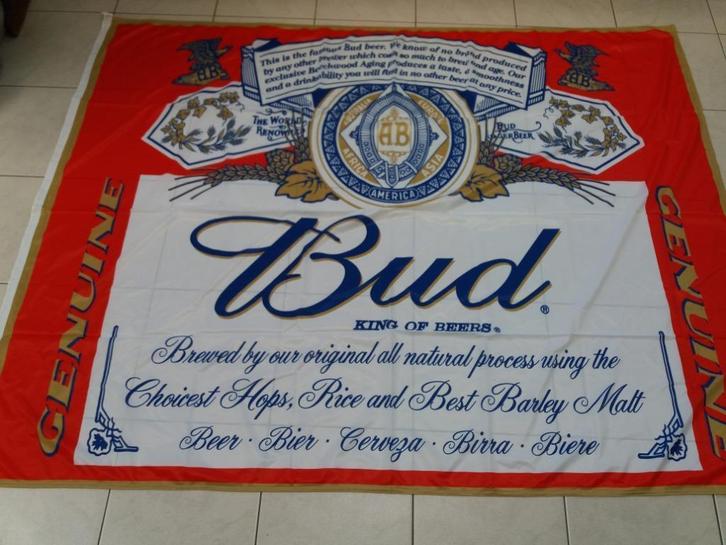 This is the famous Bud beer. We know of no brand produced
by any other brewer which costs so much to brew and age. Our
exclusive Beechwood Aging produces a taste, a smoothness
and a drinkability you will find in no other beer at any price.
THE WORLD
RENOWNED
BUD
LAGER BEER
AB
EUROPE
AFRICA
ASIA
AMERICA
GENUINE
GENUINE
Bud®
KING OF BEERS®
Brewed by our original all natural process using the
Choicest Hops, Rice and Best Barley Malt
Beer · Bier · Cerveza · Birra · Biere